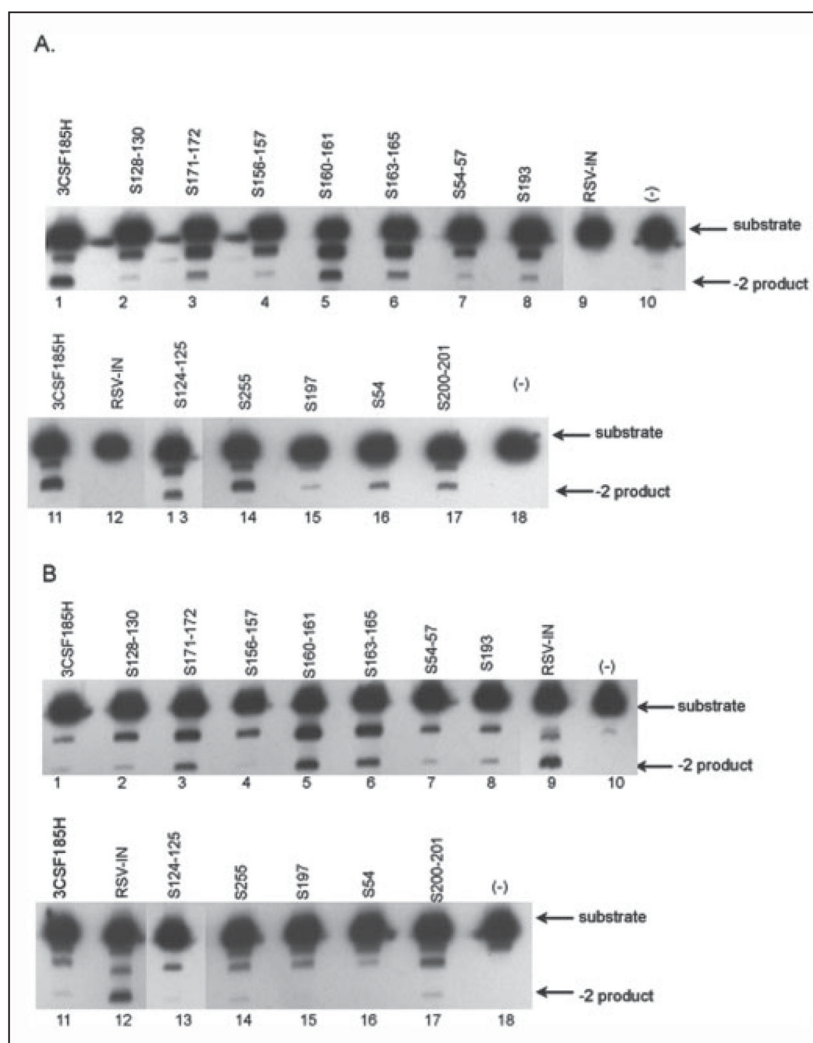 A.
3CSF185H S128-130 S171-172 S156-157 S160-161 S163-165 S54-57 S193 RSV-IN (-)
substrate
-2 product
1 2 3 4 5 6 7 8 9 10
3CSF185H RSV-IN S124-125 S255 S197 S54 S200-201 (-)
substrate
-2 product
11 12 1 3 14 15 16 17 18
B
3CSF185H S128-130 S171-172 S156-157 S160-161 S163-165 S54-57 S193 RSV-IN (-)
substrate
-2 product
1 2 3 4 5 6 7 8 9 10
3CSF185H RSV-IN S124-125 S255 S197 S54 S200-201 (-)
substrate
-2 product
11 12 13 14 15 16 17 18